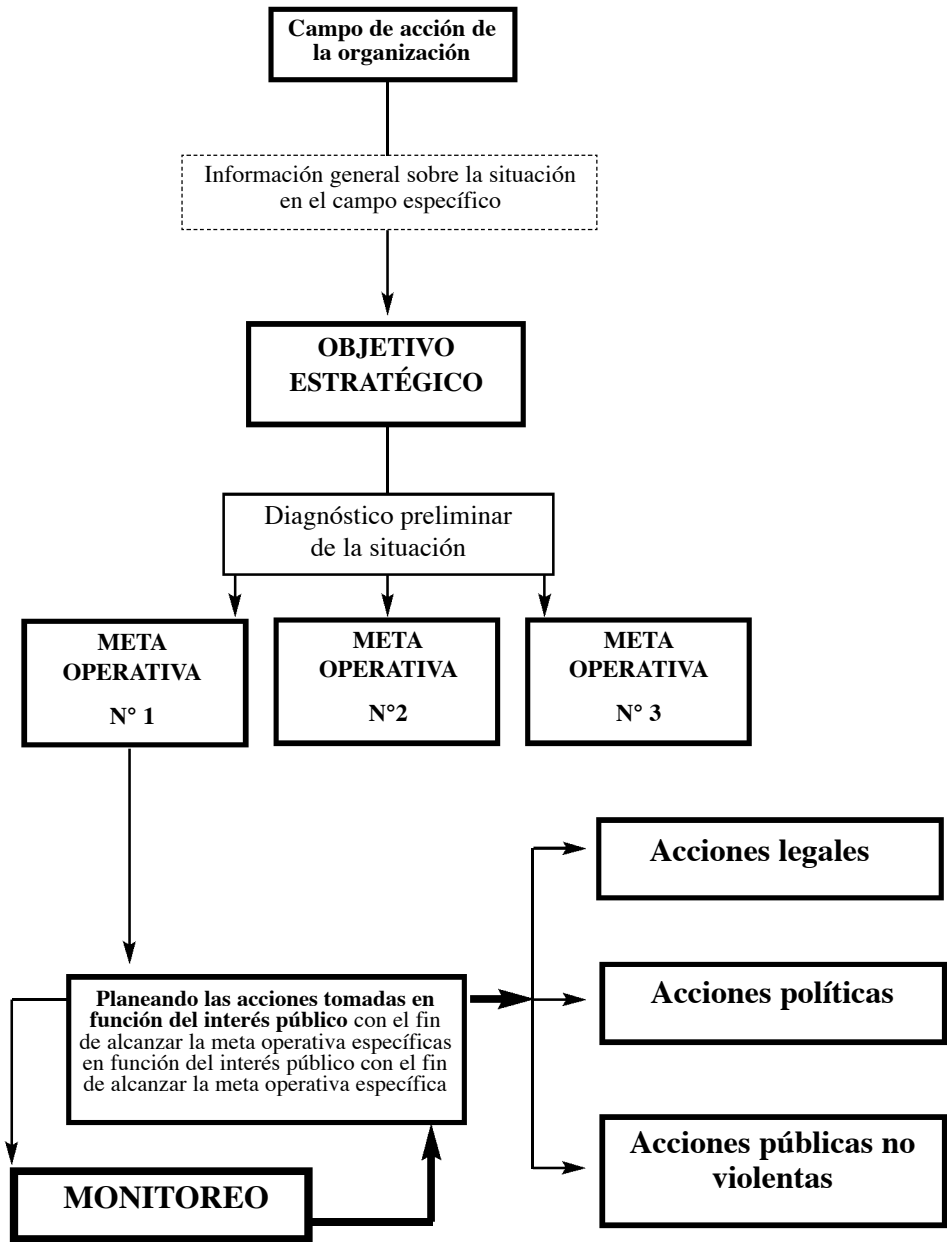 Campo de acción de
la organización
Información general sobre la situación
en el campo específico
OBJETIVO
ESTRATÉGICO
Diagnóstico preliminar
de la situación
META
OPERATIVA
N° 1
META
OPERATIVA
N°2
META
OPERATIVA
N° 3
Planeando las acciones tomadas en
función del interés público con el fin
de alcanzar la meta operativa específicas
en función del interés público con el fin
de alcanzar la meta operativa específica
MONITOREO
Acciones legales
Acciones políticas
Acciones públicas no
violentas